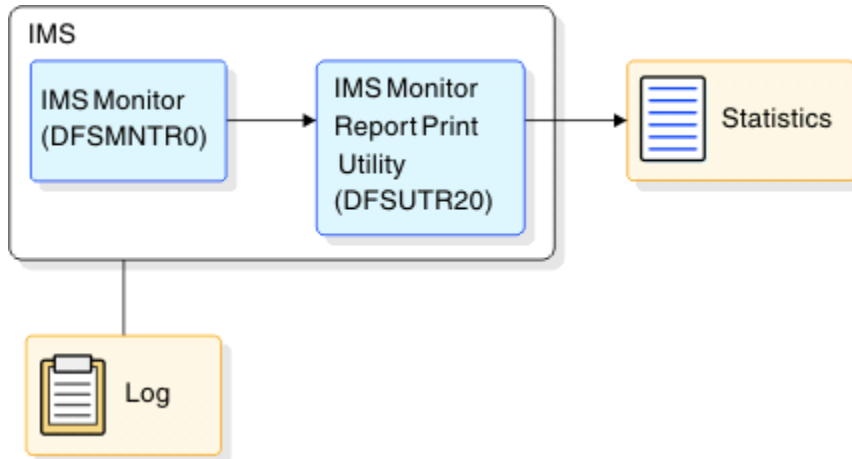 IMS
IMS Monitor
(DFSMNTR0)
IMS Monitor
Report Print
Utility
(DFSUTR20)
Statistics
Log